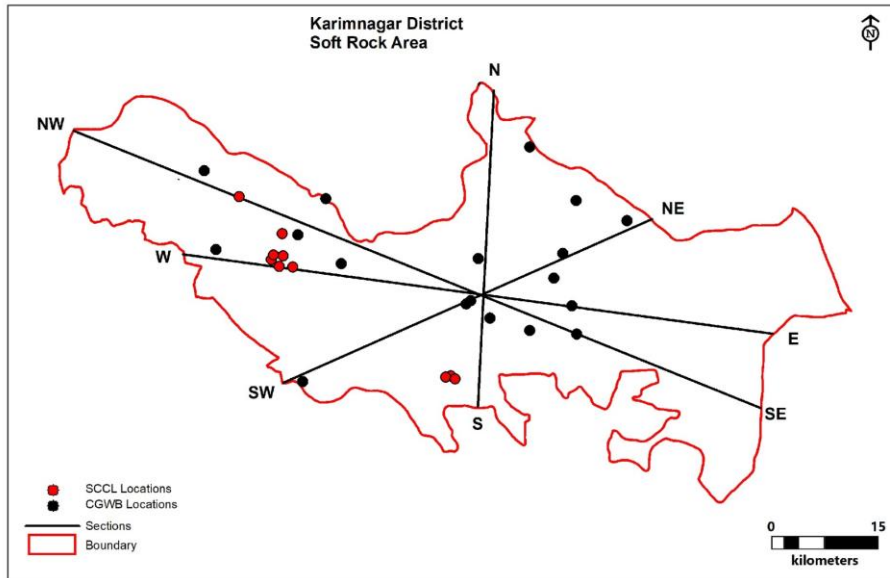 Karimnagar District
Soft Rock Area
N
N
NW
NE
W
E
SW
S
SE
SCCL Locations
CGWB Locations
Sections
Boundary
0 15
kilometers